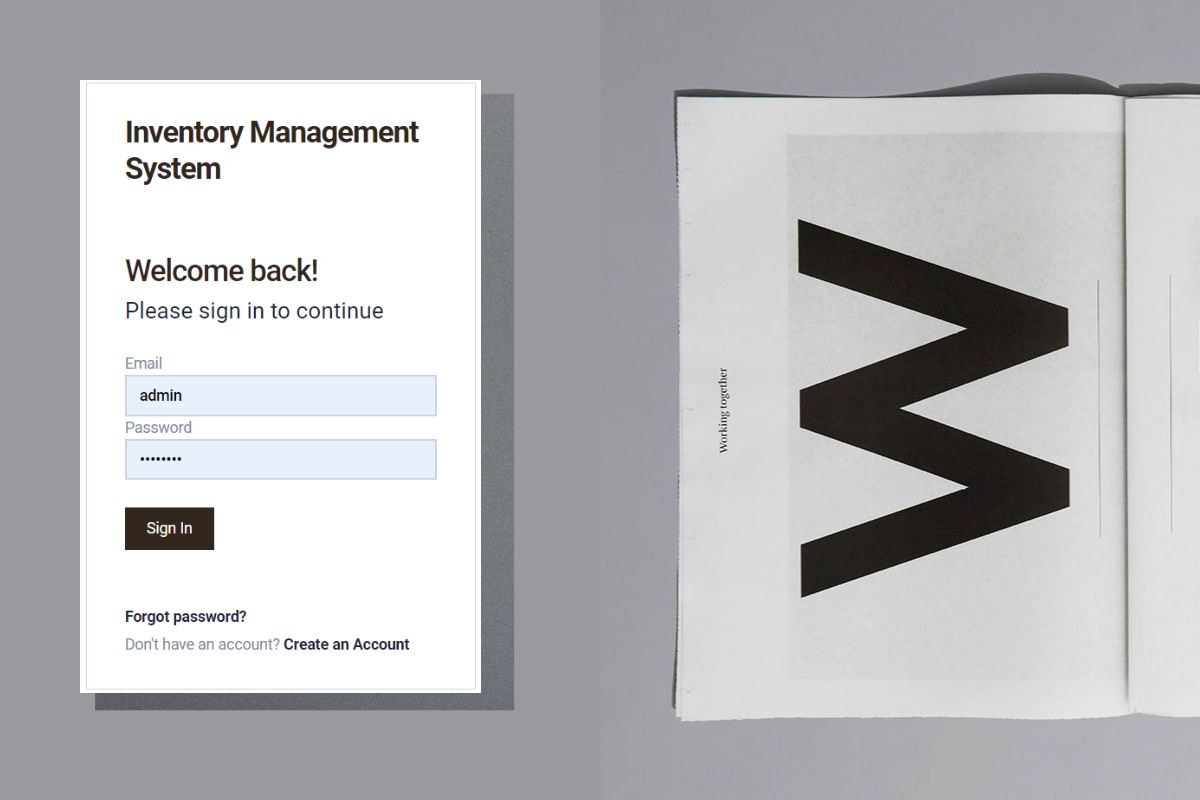 Inventory Management
System
Welcome back!
Please sign in to continue
Email
admin
Password
••••••••
Sign In
Forgot password?
Don't have an account? Create an Account
Working together
W